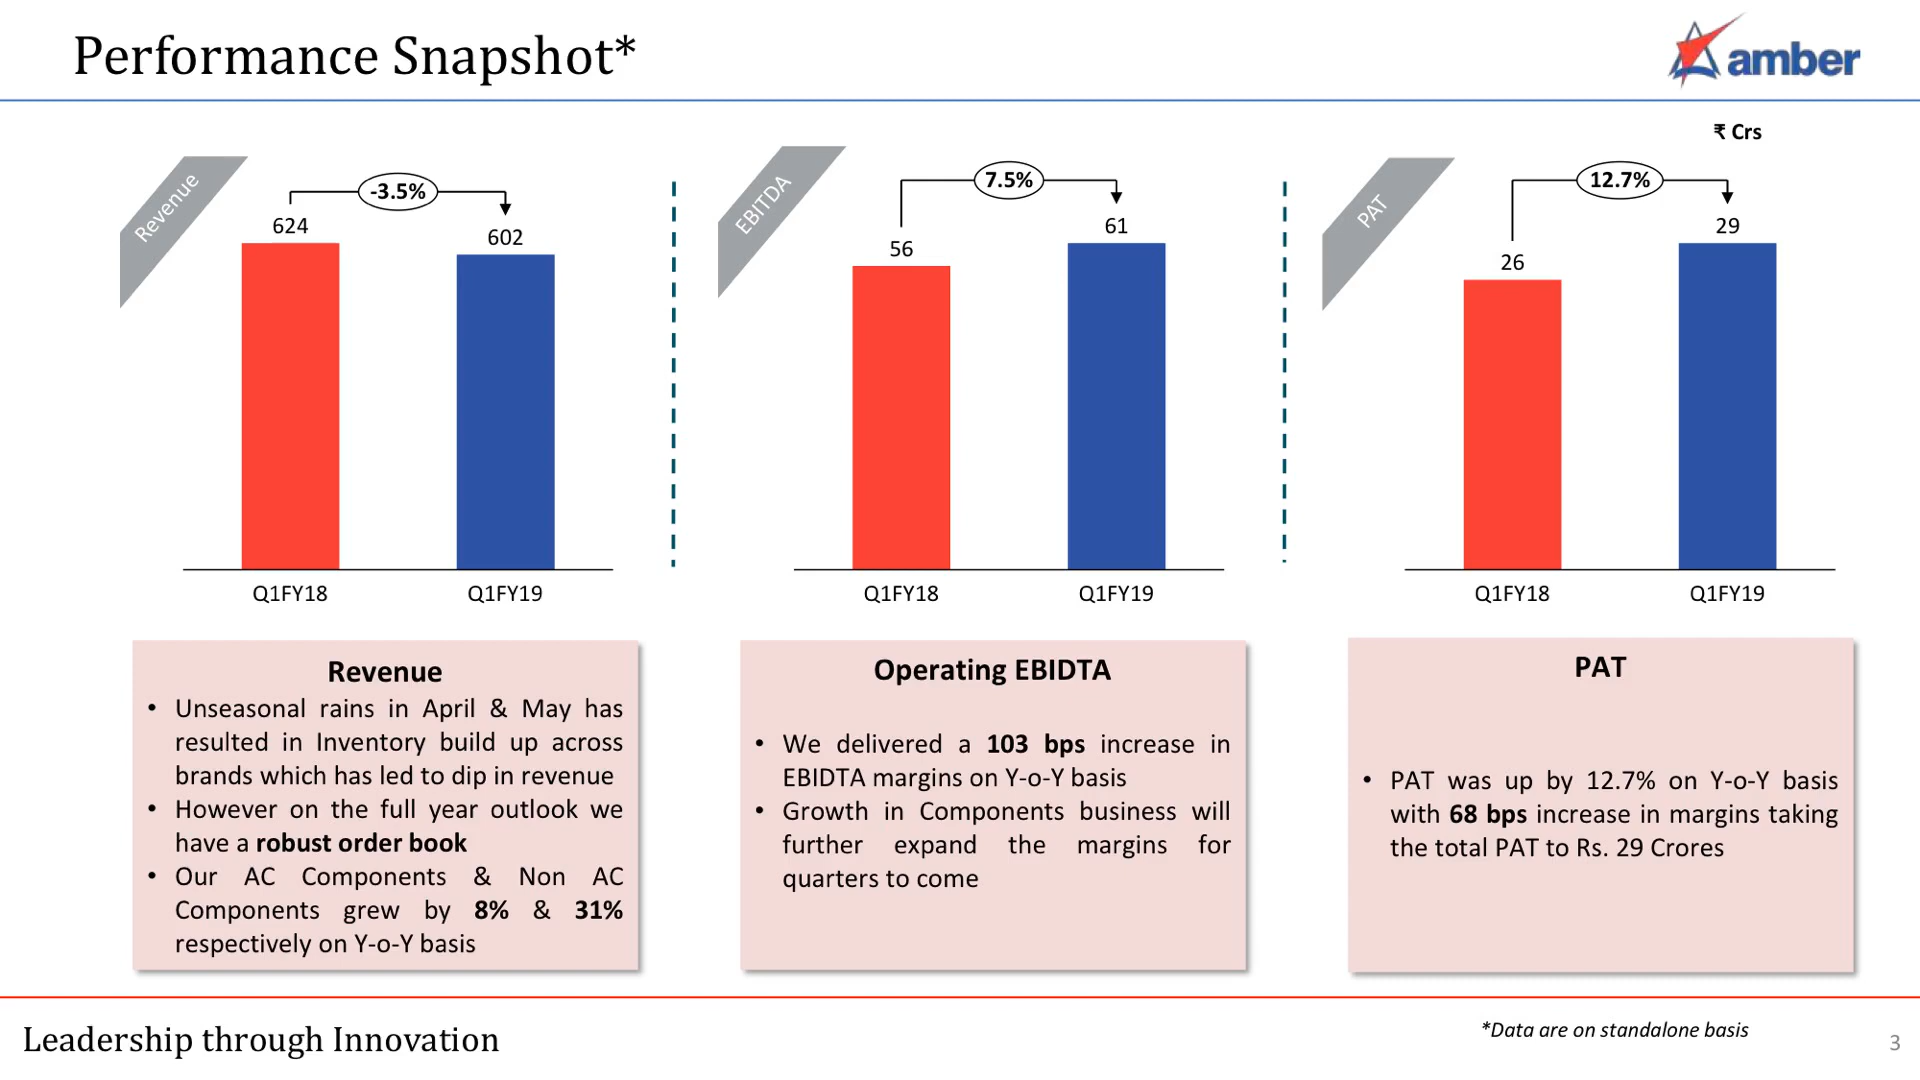 Performance Snapshot*
amber
₹ Crs
Revenue
-3.5%
624
602
Q1FY18
Q1FY19
EBITDA
7.5%
56
61
Q1FY18
Q1FY19
PAT
12.7%
26
29
Q1FY18
Q1FY19
Revenue
• Unseasonal rains in April & May has
resulted in Inventory build up across
brands which has led to dip in revenue
• However on the full year outlook we
have a robust order book
• Our AC Components & Non AC
Components grew by 8% & 31%
respectively on Y-o-Y basis
Operating EBIDTA
• We delivered a 103 bps increase in
EBIDTA margins on Y-o-Y basis
• Growth in Components business will
further expand the margins for
quarters to come
PAT
• PAT was up by 12.7% on Y-o-Y basis
with 68 bps increase in margins taking
the total PAT to Rs. 29 Crores
Leadership through Innovation
*Data are on standalone basis
3